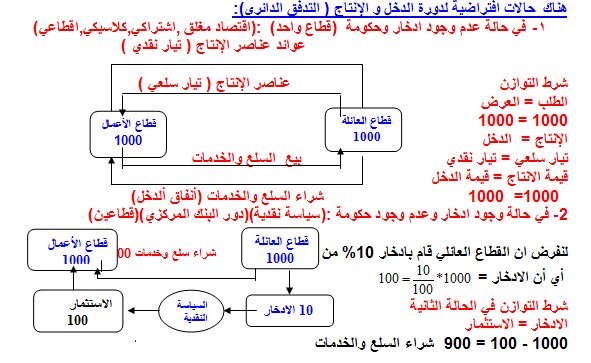 هناك حالات افتراضية لدورة الدخل و الإنتاج ( التدفق الدائري):
1- في حالة عدم وجود ادخار وحكومة (قطاع واحد) :(اقتصاد مغلق ,اشتراكي,كلاسيكي,اقطاعي)
عوائد عناصر الإنتاج ( تيار نقدي )
عناصر الإنتاج ( تيار سلعي )
قطاع الأعمال
1000
قطاع العائلة
1000
بيع السلع والخدمات
شراء السلع والخدمات (أنفاق ألدخل)
شرط التوازن
الطلب = العرض
1000 = 1000
الإنتاج = الدخل
تيار سلعي = تيار نقدي
قيمة الانتاج = قيمة الدخل
1000= 1000
2- في حالة وجود ادخار وعدم وجود حكومة :(سياسة نقدية)(دور البنك المركزي)(قطاعين)
قطاع الأعمال
1000
شراء سلع وخدمات 00
قطاع العائلة
1000
لنفرض ان القطاع العائلي قام بادخار 10% من
أي أن الادخار = 100 = 10/100 *1000
الاستثمار
100
السياسة
النقدية
10 الادخار
شرط التوازن في الحالة الثانية
الادخار = الاستثمار
1000 - 100 = 900 شراء السلع والخدمات